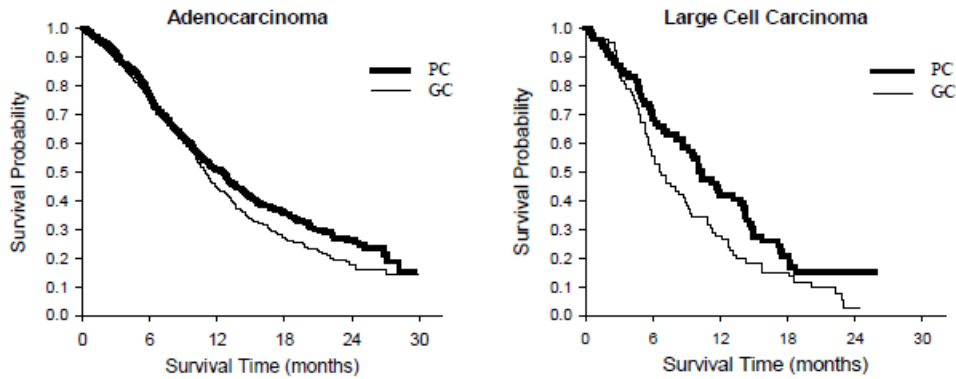 Adenocarcinoma
Survival Probability
1.0
0.9
0.8
0.7
0.6
0.5
0.4
0.3
0.2
0.1
0.0
PC
GC
0 6 12 18 24 30
Survival Time (months)
Large Cell Carcinoma
Survival Probability
1.0
0.9
0.8
0.7
0.6
0.5
0.4
0.3
0.2
0.1
0.0
PC
GC
0 6 12 18 24 30
Survival Time (months)